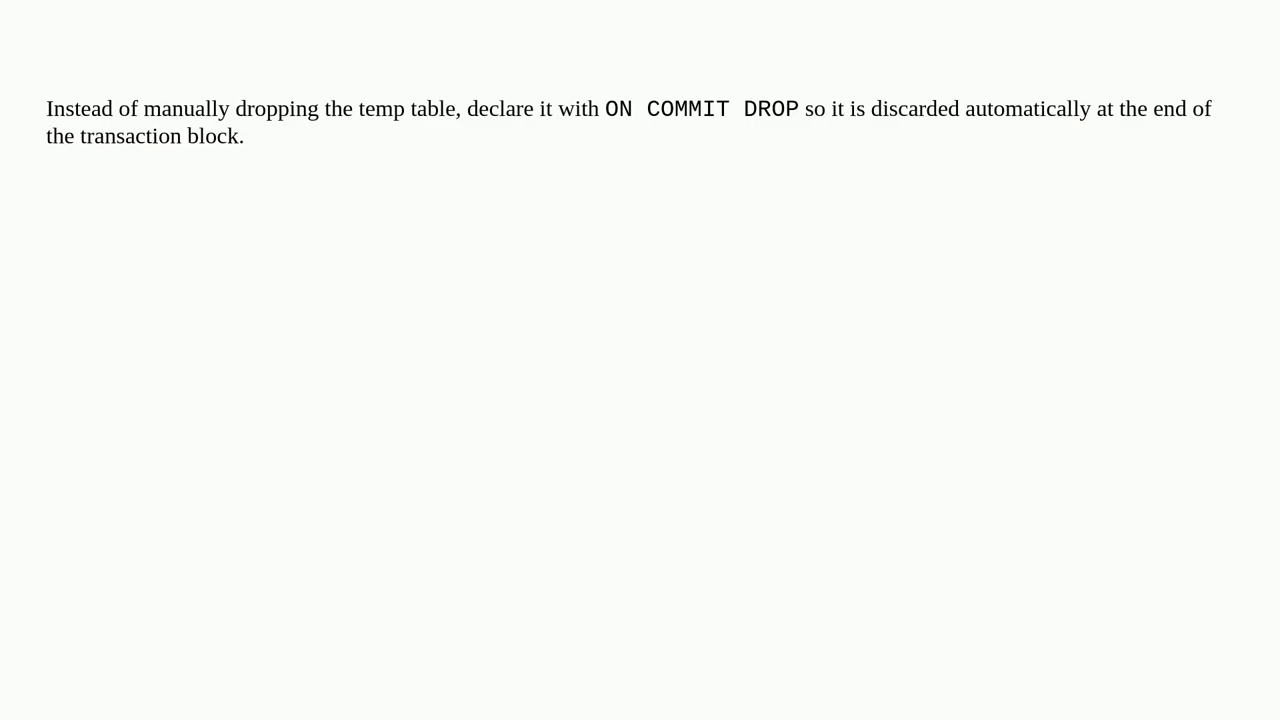 Instead of manually dropping the temp table, declare it with ON COMMIT DROP so it is discarded automatically at the end of
the transaction block.